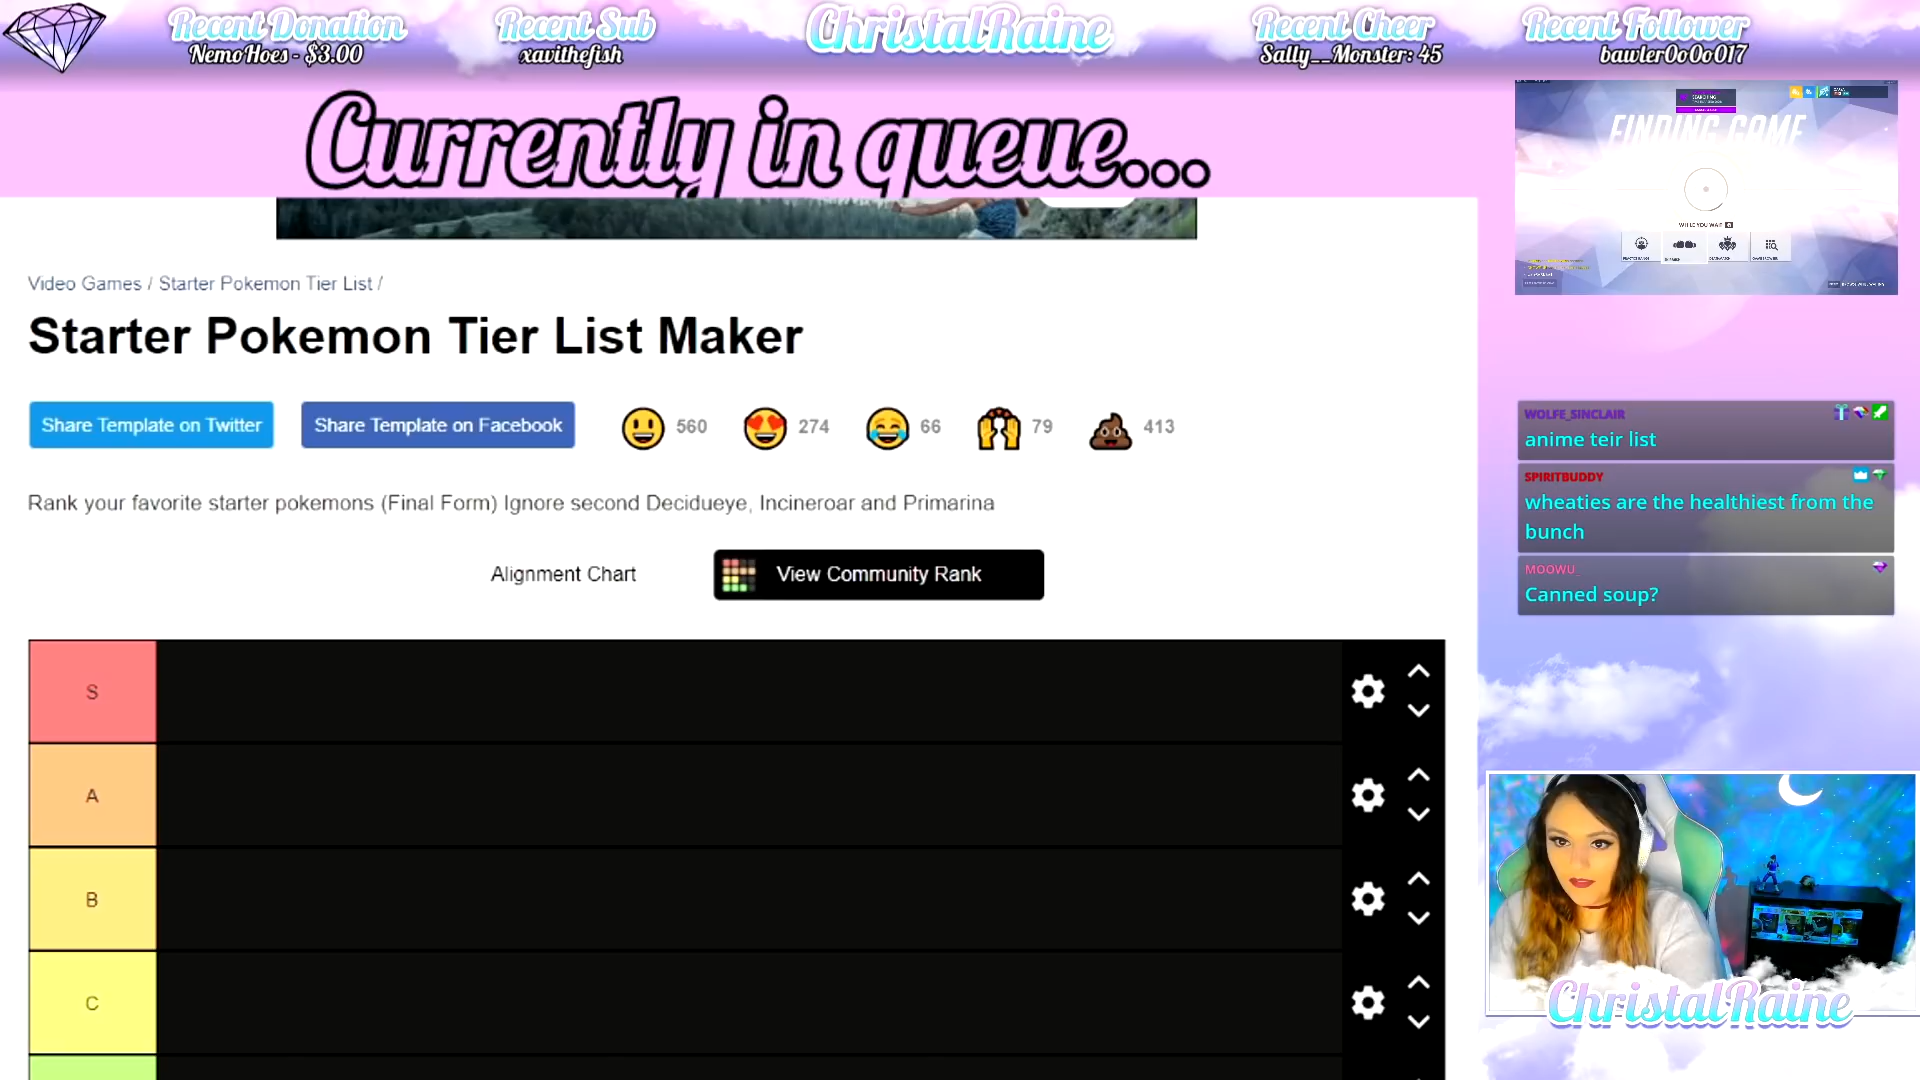 Recent Donation
NemoHoes - $3.00
Recent Sub
xavithefish
ChristalRaine
Recent Cheer
Sally__Monster: 45
Recent Follower
bawler0o0o017
Currently in queue...
FINDING GAME
Video Games / Starter Pokemon Tier List /
Starter Pokemon Tier List Maker
Share Template on Twitter
Share Template on Facebook
560
274
66
79
413
Rank your favorite starter pokemons (Final Form) Ignore second Decidueye, Incineroar and Primarina
Alignment Chart
View Community Rank
S
A
B
C
WOLFE_SINCLAIR
anime teir list
SPIRITBUDDY
wheaties are the healthiest from the
bunch
MOOWU_
Canned soup?
ChristalRaine